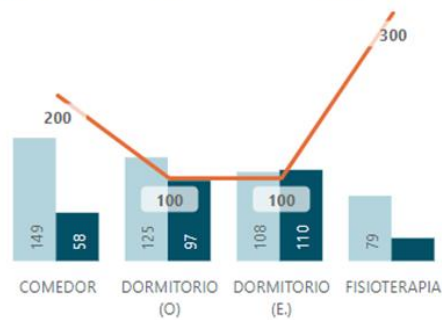 300
200
100
100
149
58
125
97
108
110
79
COMEDOR
DORMITORIO
(O)
DORMITORIO
(E.)
FISIOTERAPIA